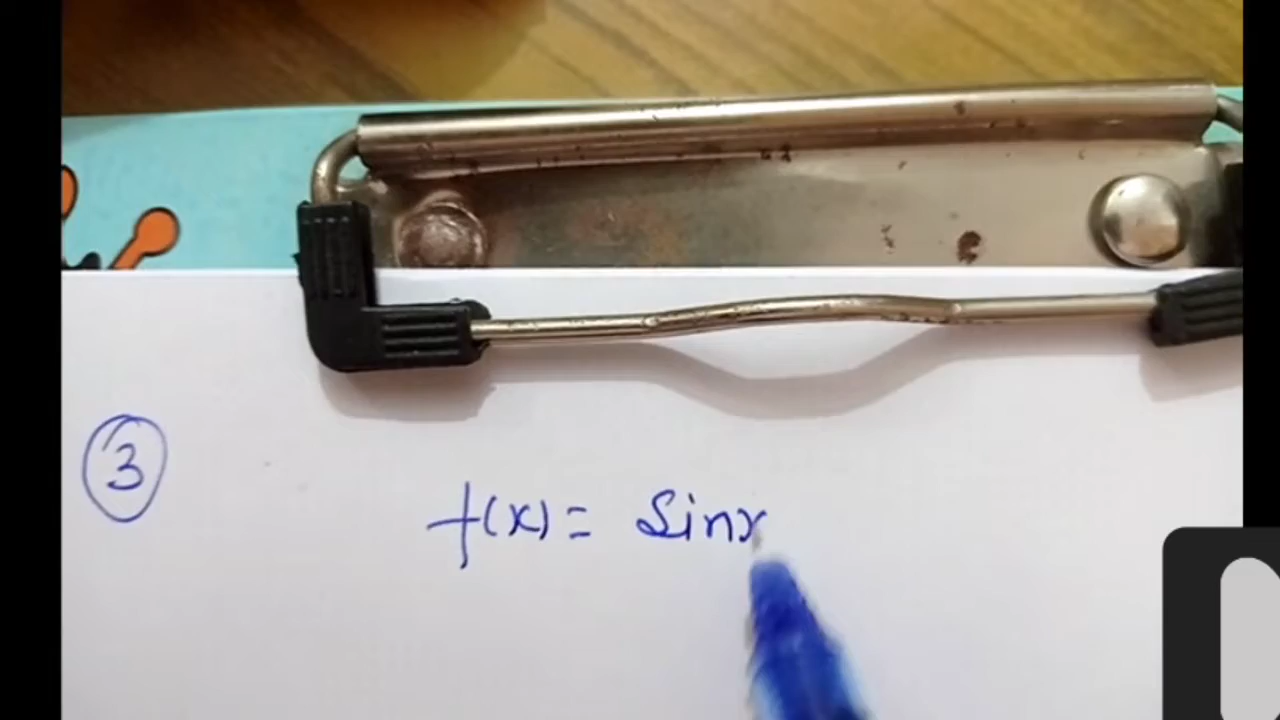 3
f(x) = Sinx